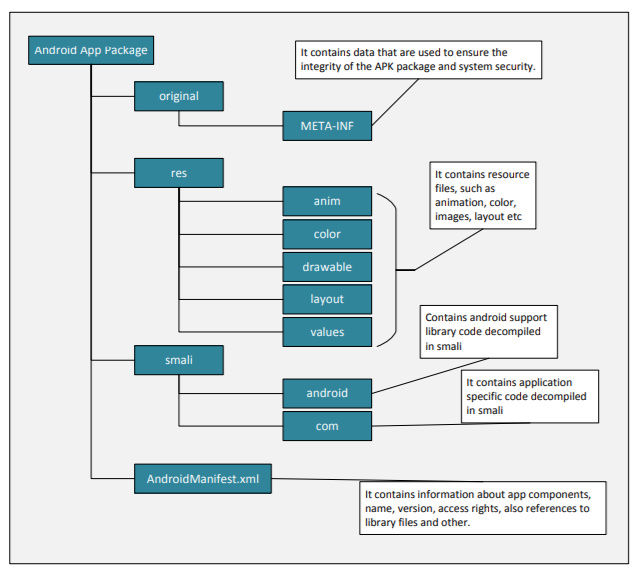 Android App Package
It contains data that are used to ensure the
integrity of the APK package and system security.
original
META-INF
res
It contains resource
files, such as
animation, color,
images, layout etc
anim
color
drawable
layout
values
Contains android support
library code decompiled
in smali
smali
android
It contains application
specific code decompiled
in smali
com
AndroidManifest.xml
It contains information about app components,
name, version, access rights, also references to
library files and other.